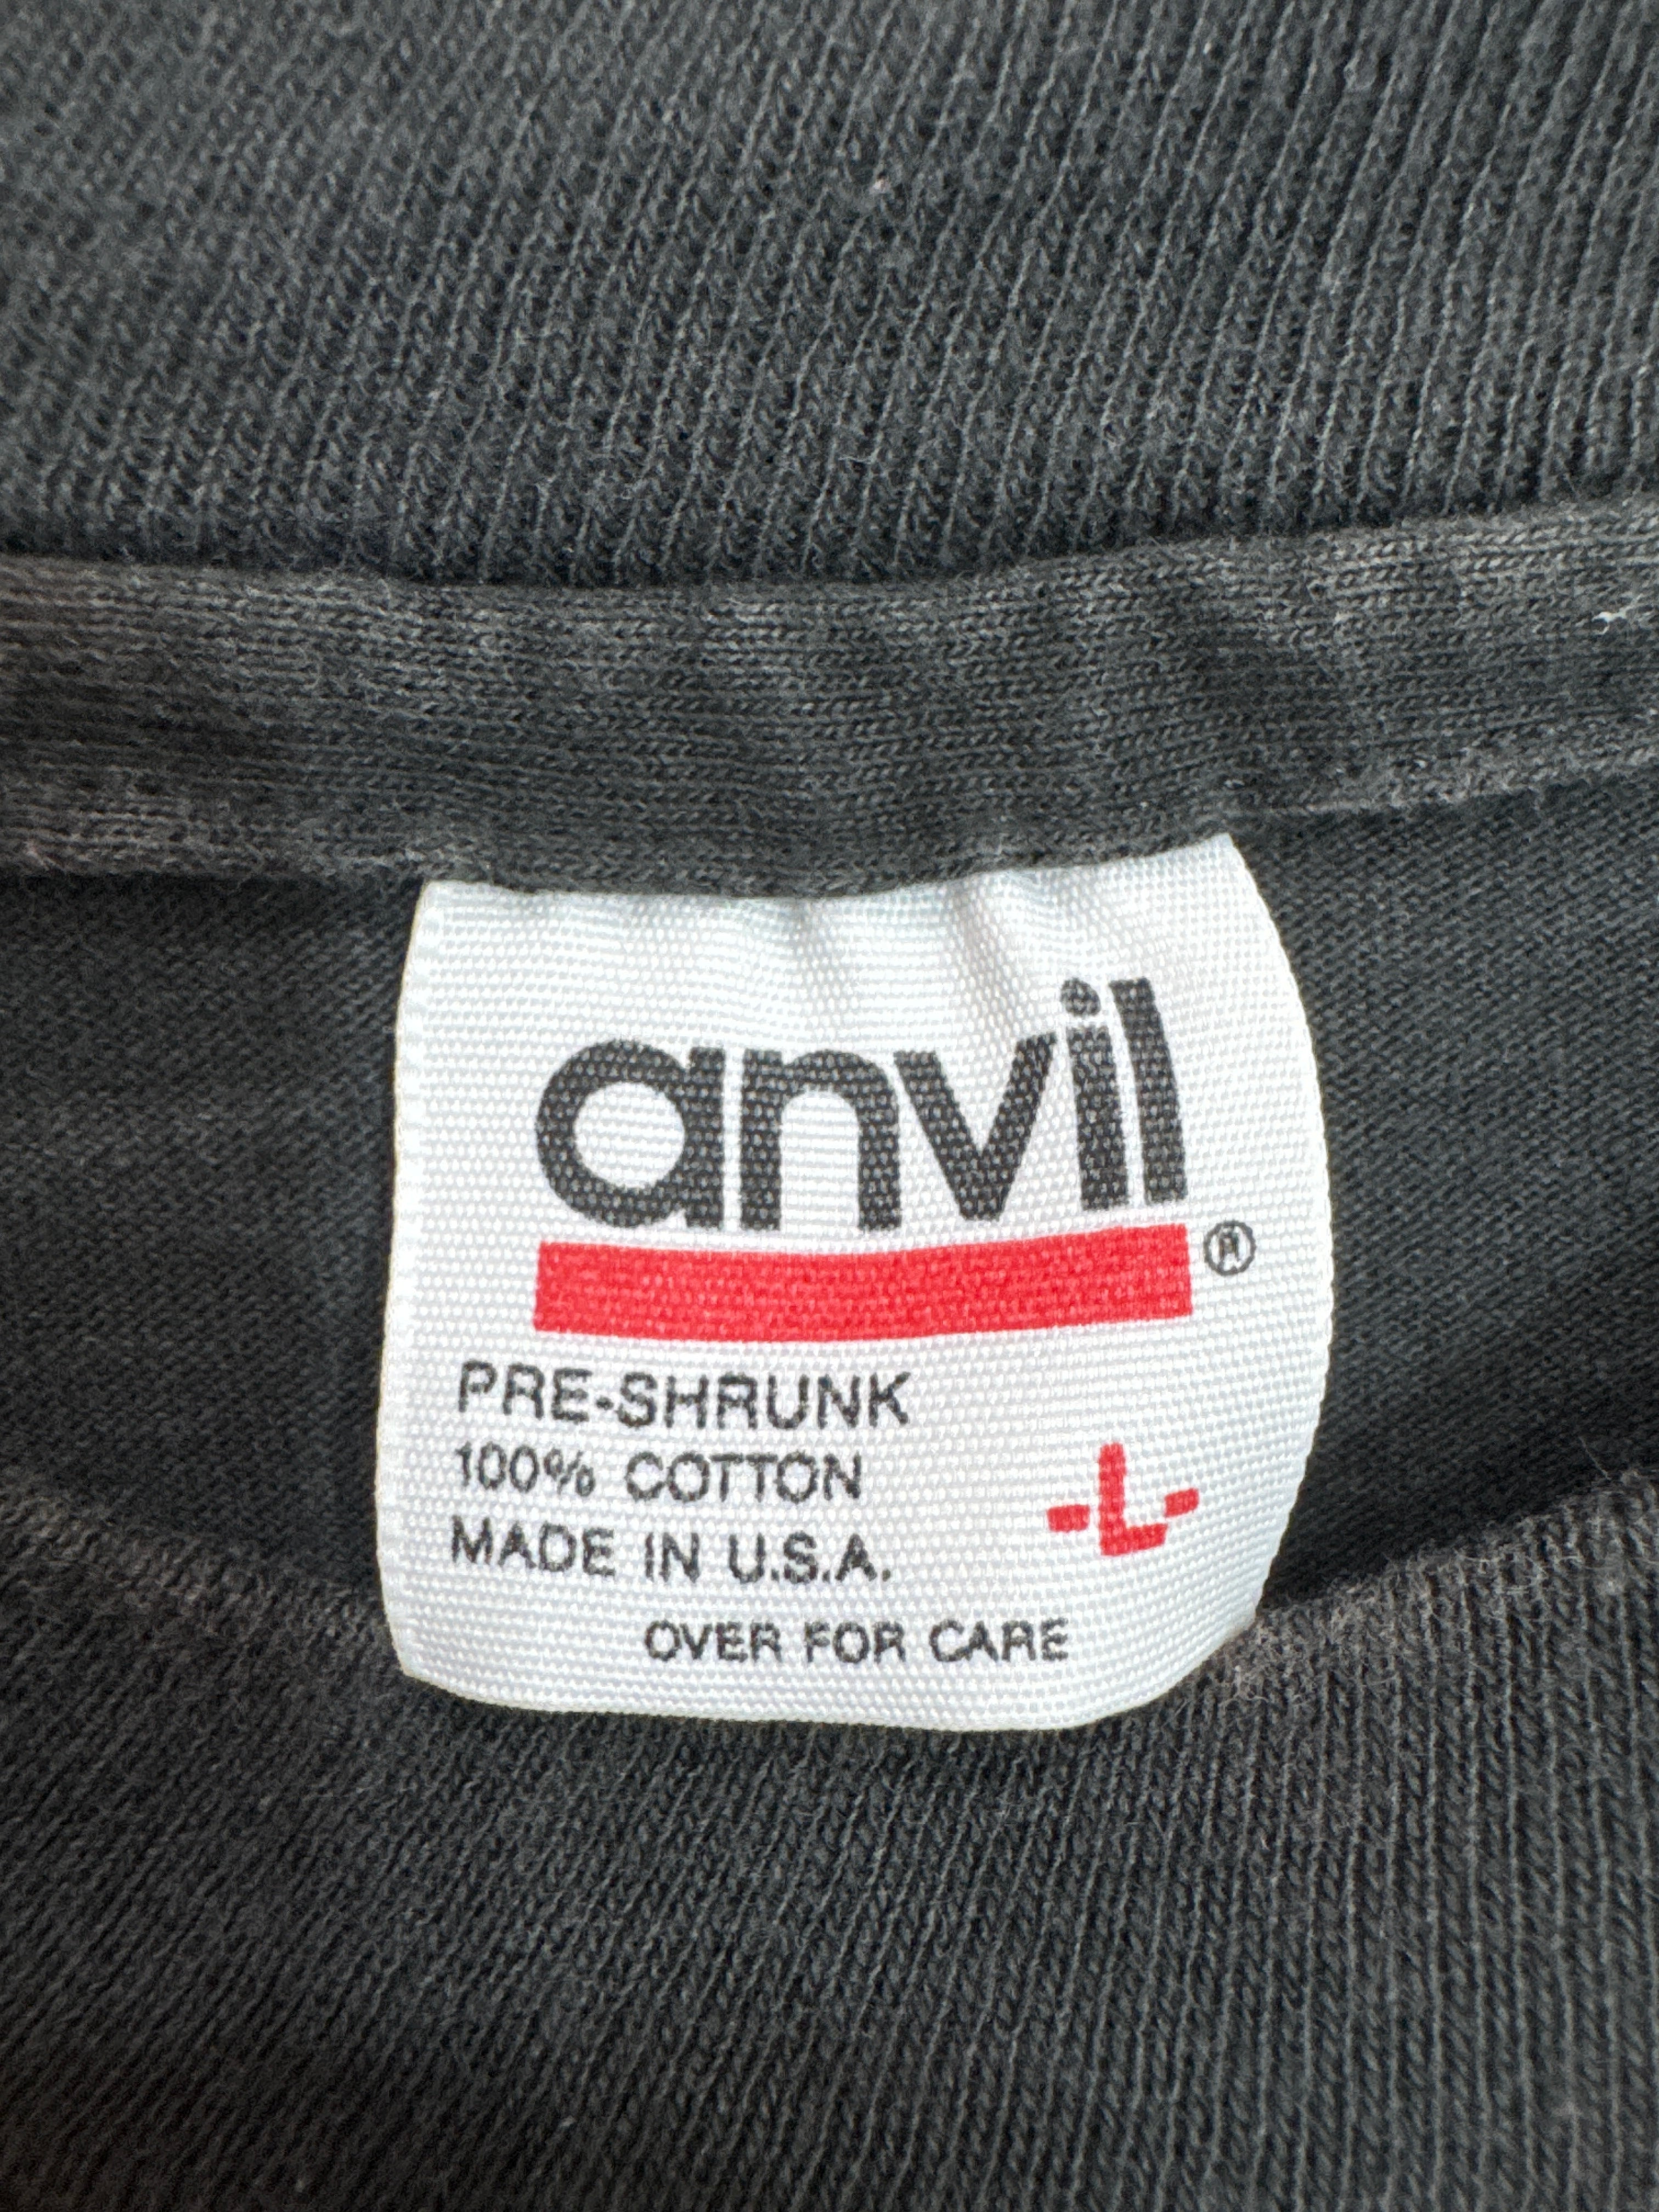 anvil
®
PRE-SHRUNK
100% COTTON
-L-
MADE IN U.S.A.
OVER FOR CARE